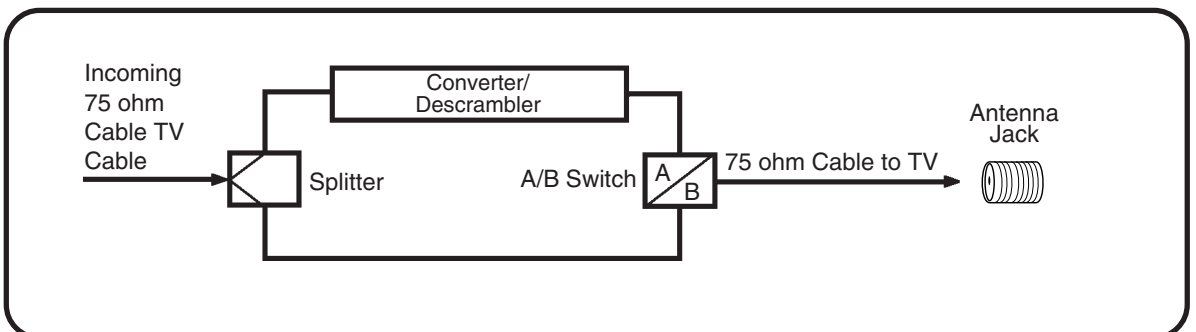 Incoming
75 ohm
Cable TV
Cable
Converter/
Descrambler
Splitter
A/B Switch
A
B
75 ohm Cable to TV
Antenna
Jack